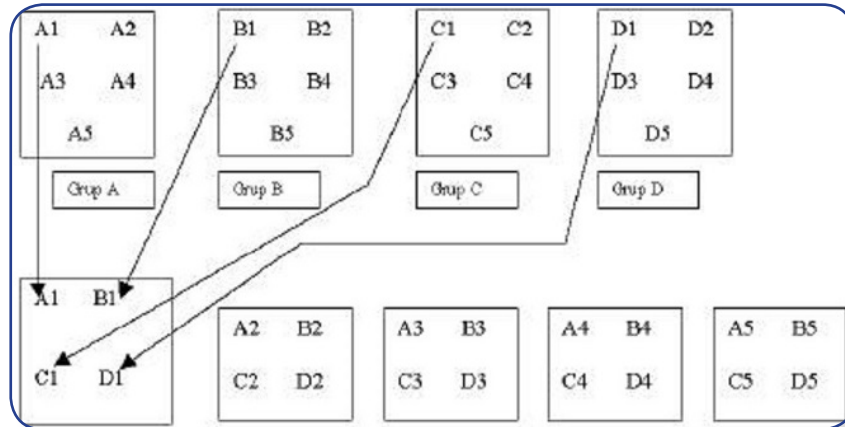 A1 A2
A3 A4
A5
B1 B2
B3 B4
B5
C1 C2
C3 C4
C5
D1 D2
D3 D4
D5
Grup A
Grup B
Grup C
Grup D
A1 B1
C1 D1
A2 B2
C2 D2
A3 B3
C3 D3
A4 B4
C4 D4
A5 B5
C5 D5